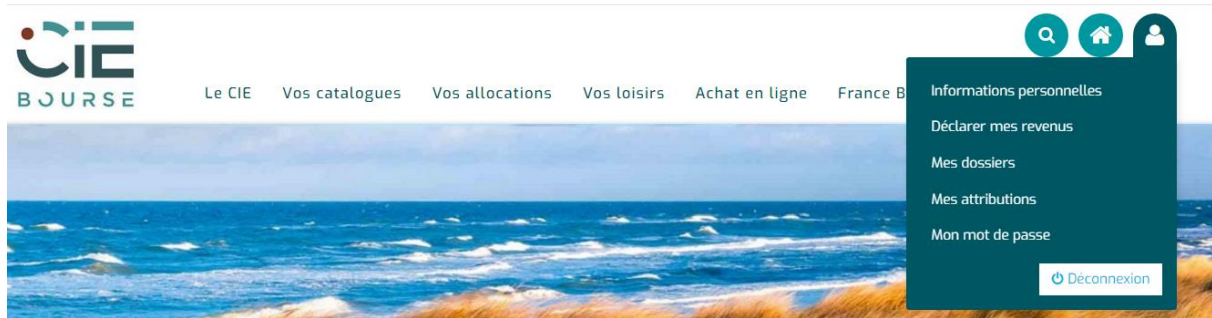 CIE
BOURSE
Le CIE Vos catalogues Vos allocations Vos loisirs Achat en ligne France B
Informations personnelles
Déclarer mes revenus
Mes dossiers
Mes attributions
Mon mot de passe
Déconnexion